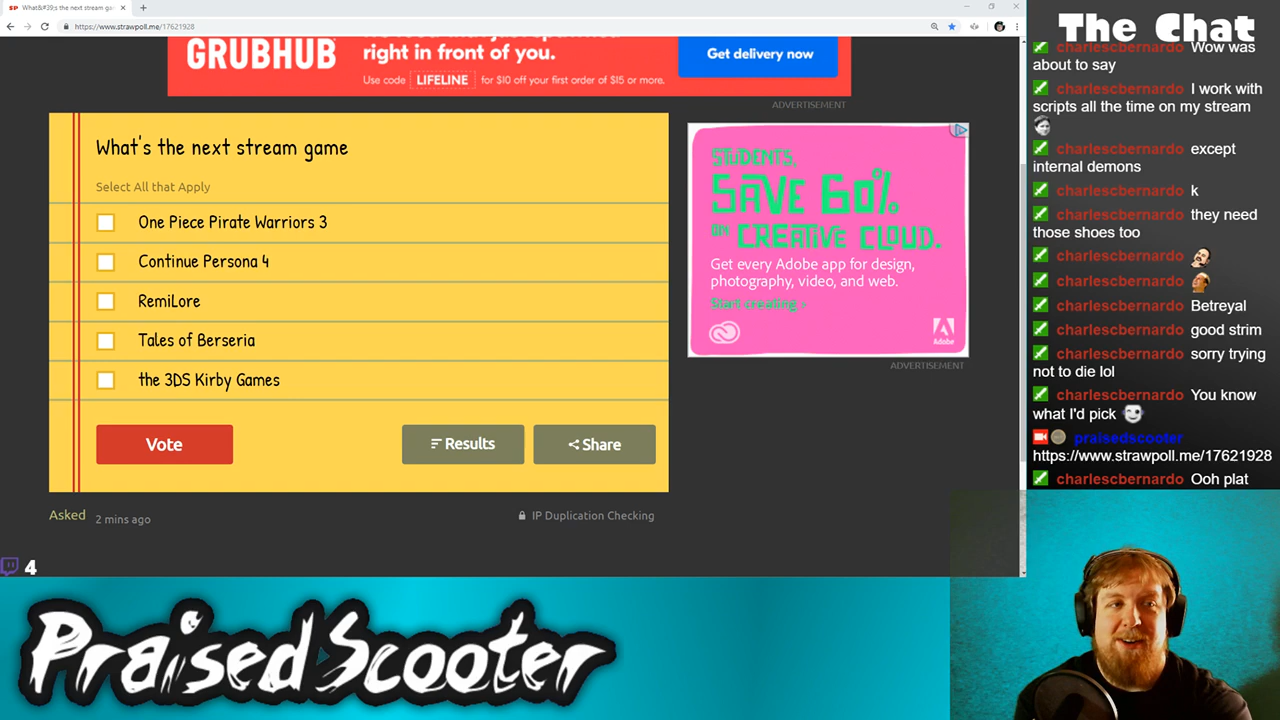 SP What&#39;s the next stream ga
https://www.strawpoll.me/17621928
GRUBHUB
right in front of you.
Use code LIFELINE for $10 off your first order of $15 or more.
Get delivery now
ADVERTISEMENT
What's the next stream game
Select All that Apply
One Piece Pirate Warriors 3
Continue Persona 4
RemiLore
Tales of Berseria
the 3DS Kirby Games
Vote
Results
Share
Asked 2 mins ago
IP Duplication Checking
STUDENTS,
SAVE 60%
ON CREATIVE CLOUD.
Get every Adobe app for design,
photography, video, and web.
Start creating
Adobe
ADVERTISEMENT
4
PraisedScooter
The Chat
charlescbernardo Wow was
about to say
charlescbernardo I work with
scripts all the time on my stream
charlescbernardo except
internal demons
charlescbernardo k
charlescbernardo they need
those shoes too
charlescbernardo
charlescbernardo
charlescbernardo Betreyal
charlescbernardo good strim
charlescbernardo sorry trying
not to die lol
charlescbernardo You know
what I'd pick
praisedscooter
https://www.strawpoll.me/17621928
charlescbernardo Ooh plat